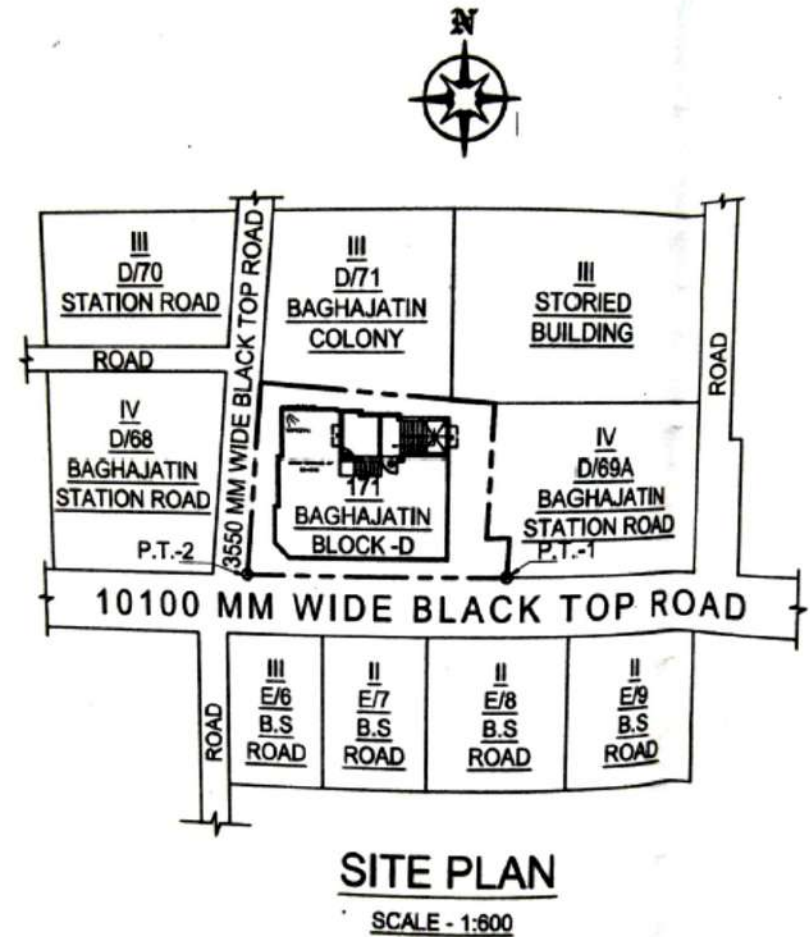 N
III
D/70
STATION ROAD
3550 MM WIDE BLACK TOP ROAD
III
D/71
BAGHAJATIN
COLONY
III
STORIED
BUILDING
ROAD
ROAD
IV
D/68
BAGHAJATIN
STATION ROAD
171
BAGHAJATIN
BLOCK -D
IV
D/69A
BAGHAJATIN
STATION ROAD
P.T.-2
P.T.-1
10100 MM WIDE BLACK TOP ROAD
ROAD
III
E/6
B.S
ROAD
II
E/7
B.S
ROAD
II
E/8
B.S
ROAD
II
E/9
B.S
ROAD
SITE PLAN
SCALE - 1:600